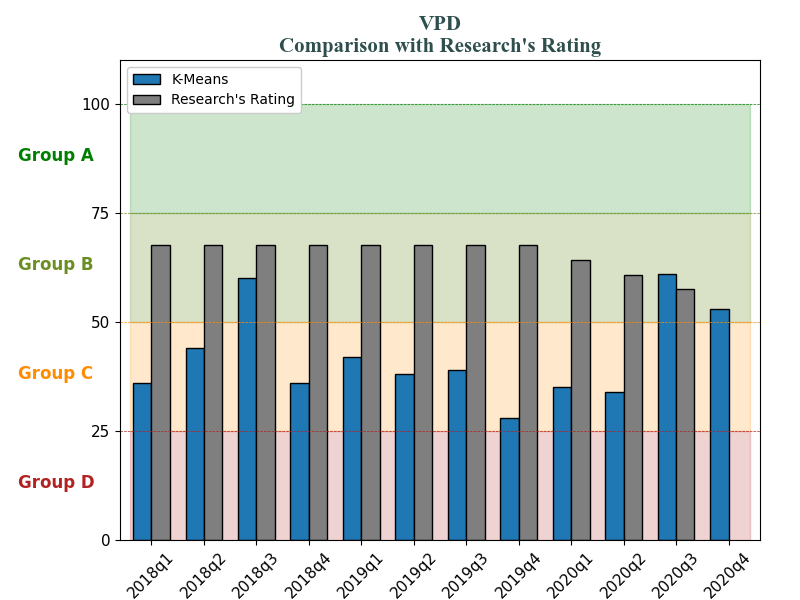 VPD
Comparison with Research's Rating
K-Means
Research's Rating
100
Group A
75
Group B
50
Group C
25
Group D
0
2018q1
2018q2
2018q3
2018q4
2019q1
2019q2
2019q3
2019q4
2020q1
2020q2
2020q3
2020q4